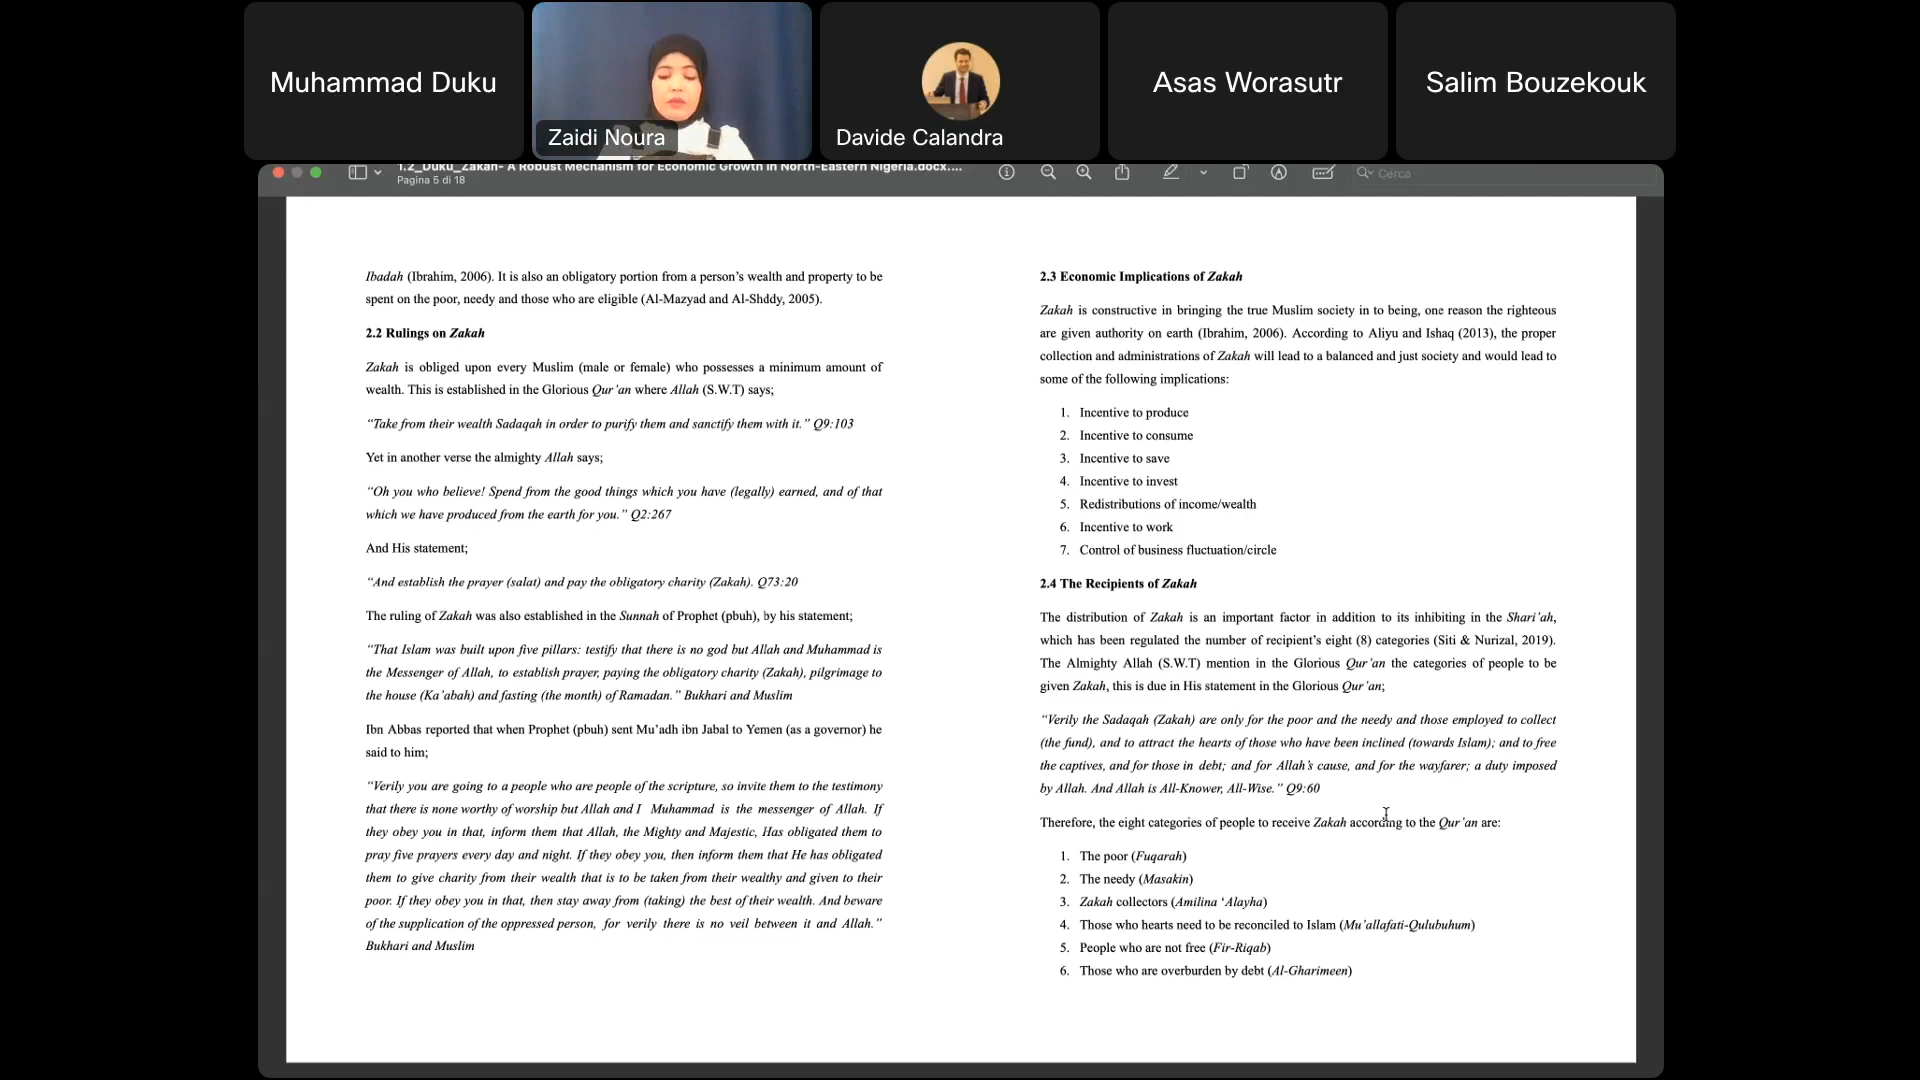 Muhammad Duku
Zaidi Noura
Davide Calandra
Asas Worasutr
Salim Bouzekouk
1.2_Duku_Zakah- A Robust Mechanism for Economic Growth in North-Eastern Nigeria.docx....
Pagina 5 di 18
Cerca
Ibadah (Ibrahim, 2006). It is also an obligatory portion from a person’s wealth and property to be
spent on the poor, needy and those who are eligible (Al-Mazyad and Al-Shddy, 2005).
2.2 Rulings on Zakah
Zakah is obliged upon every Muslim (male or female) who possesses a minimum amount of
wealth. This is established in the Glorious Qur’an where Allah (S.W.T) says;
“Take from their wealth Sadaqah in order to purify them and sanctify them with it.” Q9:103
Yet in another verse the almighty Allah says;
“Oh you who believe! Spend from the good things which you have (legally) earned, and of that
which we have produced from the earth for you.” Q2:267
And His statement;
“And establish the prayer (salat) and pay the obligatory charity (Zakah). Q73:20
The ruling of Zakah was also established in the Sunnah of Prophet (pbuh), by his statement;
“That Islam was built upon five pillars: testify that there is no god but Allah and Muhammad is
the Messenger of Allah, to establish prayer, paying the obligatory charity (Zakah), pilgrimage to
the house (Ka’abah) and fasting (the month) of Ramadan.” Bukhari and Muslim
Ibn Abbas reported that when Prophet (pbuh) sent Mu’adh ibn Jabal to Yemen (as a governor) he
said to him;
“Verily you are going to a people who are people of the scripture, so invite them to the testimony
that there is none worthy of worship but Allah and I Muhammad is the messenger of Allah. If
they obey you in that, inform them that Allah, the Mighty and Majestic, Has obligated them to
pray five prayers every day and night. If they obey you, then inform them that He has obligated
them to give charity from their wealth that is to be taken from their wealthy and given to their
poor. If they obey you in that, then stay away from (taking) the best of their wealth. And beware
of the supplication of the oppressed person, for verily there is no veil between it and Allah.”
Bukhari and Muslim
2.3 Economic Implications of Zakah
Zakah is constructive in bringing the true Muslim society in to being, one reason the righteous
are given authority on earth (Ibrahim, 2006). According to Aliyu and Ishaq (2013), the proper
collection and administrations of Zakah will lead to a balanced and just society and would lead to
some of the following implications:
1. Incentive to produce
2. Incentive to consume
3. Incentive to save
4. Incentive to invest
5. Redistributions of income/wealth
6. Incentive to work
7. Control of business fluctuation/circle
2.4 The Recipients of Zakah
The distribution of Zakah is an important factor in addition to its inhibiting in the Shari’ah,
which has been regulated the number of recipient’s eight (8) categories (Siti & Nurizal, 2019).
The Almighty Allah (S.W.T) mention in the Glorious Qur’an the categories of people to be
given Zakah, this is due in His statement in the Glorious Qur’an;
“Verily the Sadaqah (Zakah) are only for the poor and the needy and those employed to collect
(the fund), and to attract the hearts of those who have been inclined (towards Islam); and to free
the captives, and for those in debt; and for Allah’s cause, and for the wayfarer; a duty imposed
by Allah. And Allah is All-Knower, All-Wise.” Q9:60
Therefore, the eight categories of people to receive Zakah according to the Qur’an are:
1. The poor (Fuqarah)
2. The needy (Masakin)
3. Zakah collectors (Amilina ‘Alayha)
4. Those who hearts need to be reconciled to Islam (Mu’allafati-Qulubuhum)
5. People who are not free (Fir-Riqab)
6. Those who are overburden by debt (Al-Gharimeen)